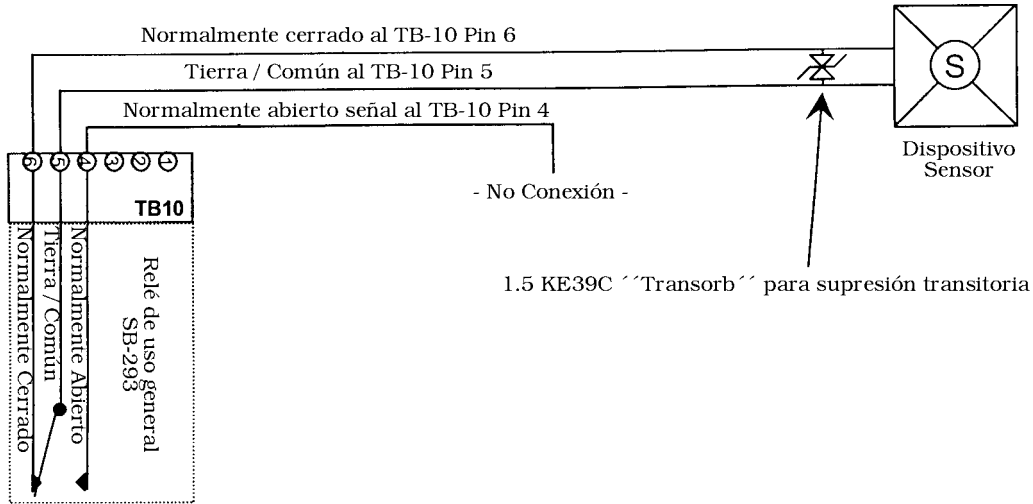 Normalmente cerrado al TB-10 Pin 6
Tierra / Común al TB-10 Pin 5
Normalmente abierto señal al TB-10 Pin 4
S
Dispositivo
Sensor
6 5 4 3 2 1
TB10
- No Conexión -
1.5 KE39C ´´Transorb´´ para supresión transitoria
Normalmente Cerrado
Tierra / Común
Normalmente Abierto
Relé de uso general
SB-293